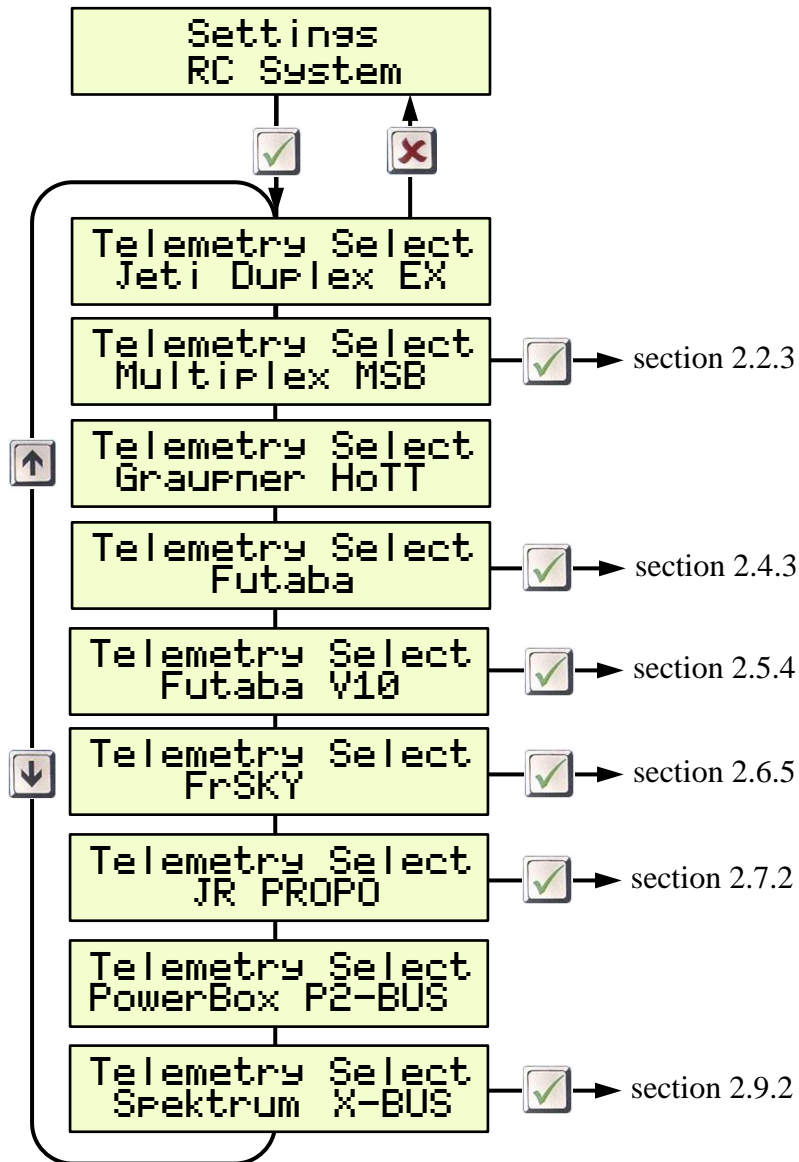 Settings
RC System
Telemetry Select
Jeti Duplex EX
Telemetry Select
Multiplex MSB
section 2.2.3
Telemetry Select
Graupner HoTT
Telemetry Select
Futaba
section 2.4.3
Telemetry Select
Futaba V10
section 2.5.4
Telemetry Select
FrSKY
section 2.6.5
Telemetry Select
JR PROPO
section 2.7.2
Telemetry Select
PowerBox P2-BUS
Telemetry Select
Spektrum X-BUS
section 2.9.2